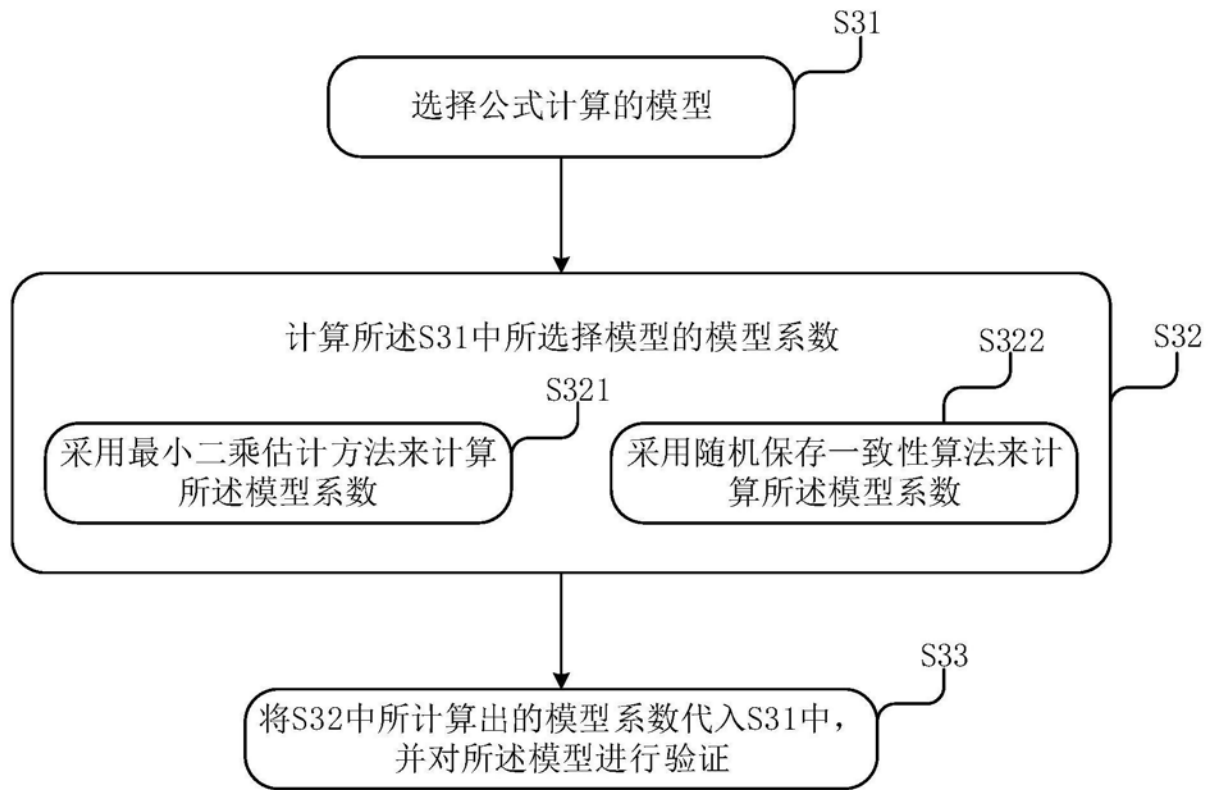 S31
选择公式计算的模型
计算所述S31中所选择模型的模型系数
S32
S321
采用最小二乘估计方法来计算
所述模型系数
S322
采用随机保存一致性算法来计
算所述模型系数
S33
将S32中所计算出的模型系数代入S31中，
并对所述模型进行验证